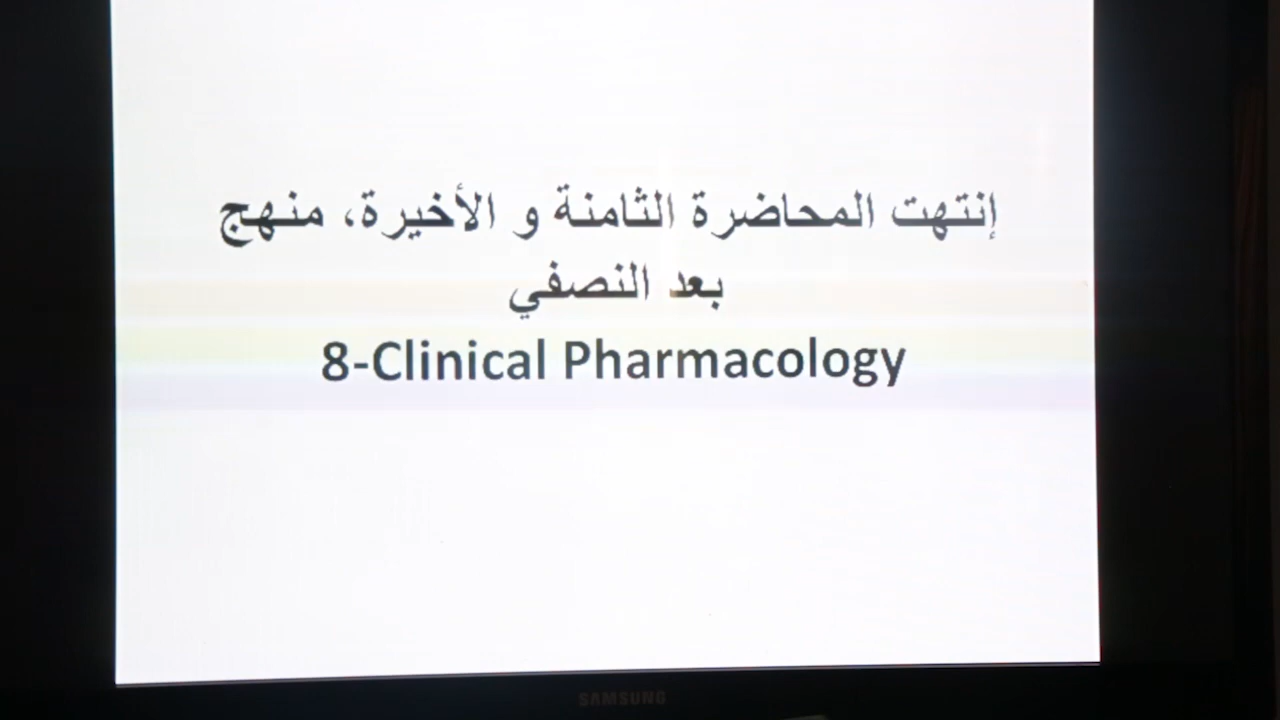 إنتهت المحاضرة الثامنة و الأخيرة، منهج
بعد النصفي
8-Clinical Pharmacology
SAMSUNG